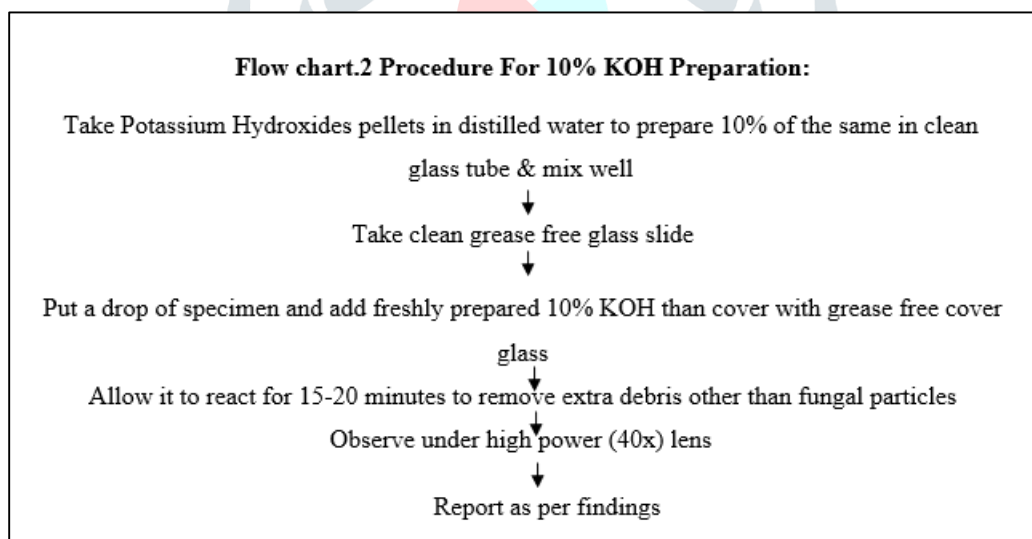 Flow chart.2 Procedure For 10% KOH Preparation:
Take Potassium Hydroxides pellets in distilled water to prepare 10% of the same in clean
glass tube & mix well
Take clean grease free glass slide
Put a drop of specimen and add freshly prepared 10% KOH than cover with grease free cover
glass
Allow it to react for 15-20 minutes to remove extra debris other than fungal particles
Observe under high power (40x) lens
Report as per findings